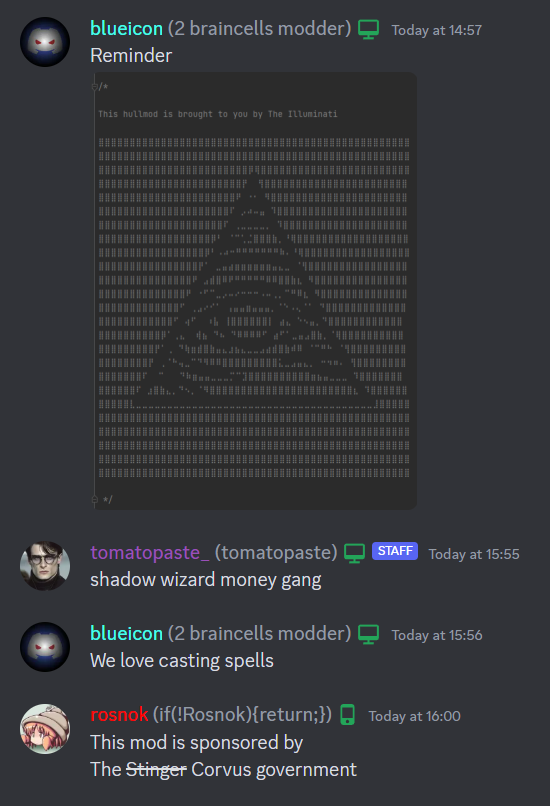 blueicon (2 braincells modder) Today at 14:57
Reminder
/*
This hullmod is brought to you by The Illuminati
*/
tomatopaste_ (tomatopaste) STAFF Today at 15:55
shadow wizard money gang
blueicon (2 braincells modder) Today at 15:56
We love casting spells
rosnok (if(!Rosnok){return;}) Today at 16:00
This mod is sponsored by
The Stinger Corvus government